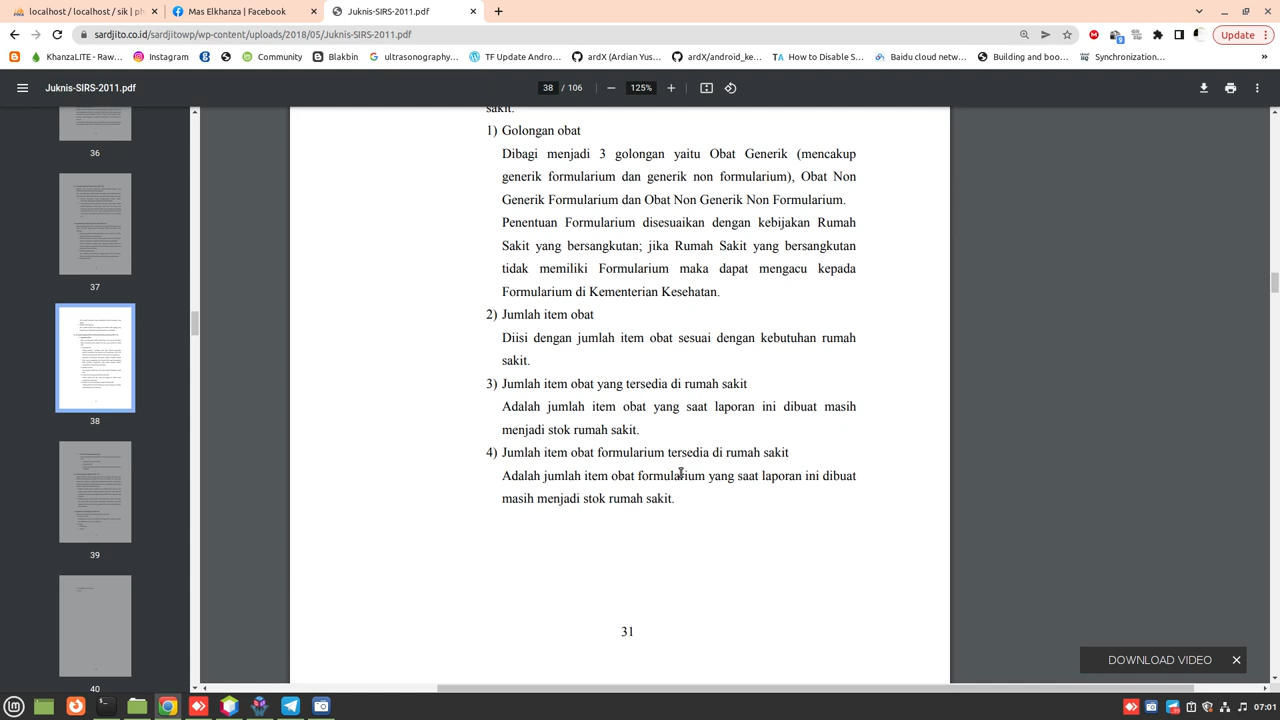 localhost / localhost / sik | ph
Mas Elkhanza | Facebook
Juknis-SIRS-2011.pdf
sardjito.co.id/sardjitowp/wp-content/uploads/2018/05/Juknis-SIRS-2011.pdf
Update
KhanzaLITE - Raw...
Instagram
Community
Blakbin
ultrasonography...
TF Update Andro...
ardX (Ardian Yus...
ardX/android_ke...
How to Disable S...
Baidu cloud netw...
Building and boo...
Synchronization...
Juknis-SIRS-2011.pdf
38 / 106
125%
36
37
38
39
40
sakit.
1) Golongan obat
Dibagi menjadi 3 golongan yaitu Obat Generik (mencakup
generik formularium dan generik non formularium), Obat Non
Generik Formularium dan Obat Non Generik Non Formularium.
Penentuan Formularium disesuaikan dengan kebijakan Rumah
Sakit yang bersangkutan; jika Rumah Sakit yang bersangkutan
tidak memiliki Formularium maka dapat mengacu kepada
Formularium di Kementerian Kesehatan.
2) Jumlah item obat
Diisi dengan jumlah item obat sesuai dengan kebutuhan rumah
sakit.
3) Jumlah item obat yang tersedia di rumah sakit
Adalah jumlah item obat yang saat laporan ini dibuat masih
menjadi stok rumah sakit.
4) Jumlah item obat formularium tersedia di rumah sakit
Adalah jumlah item obat formularium yang saat laporan ini dibuat
masih menjadi stok rumah sakit.
31
DOWNLOAD VIDEO
07:01